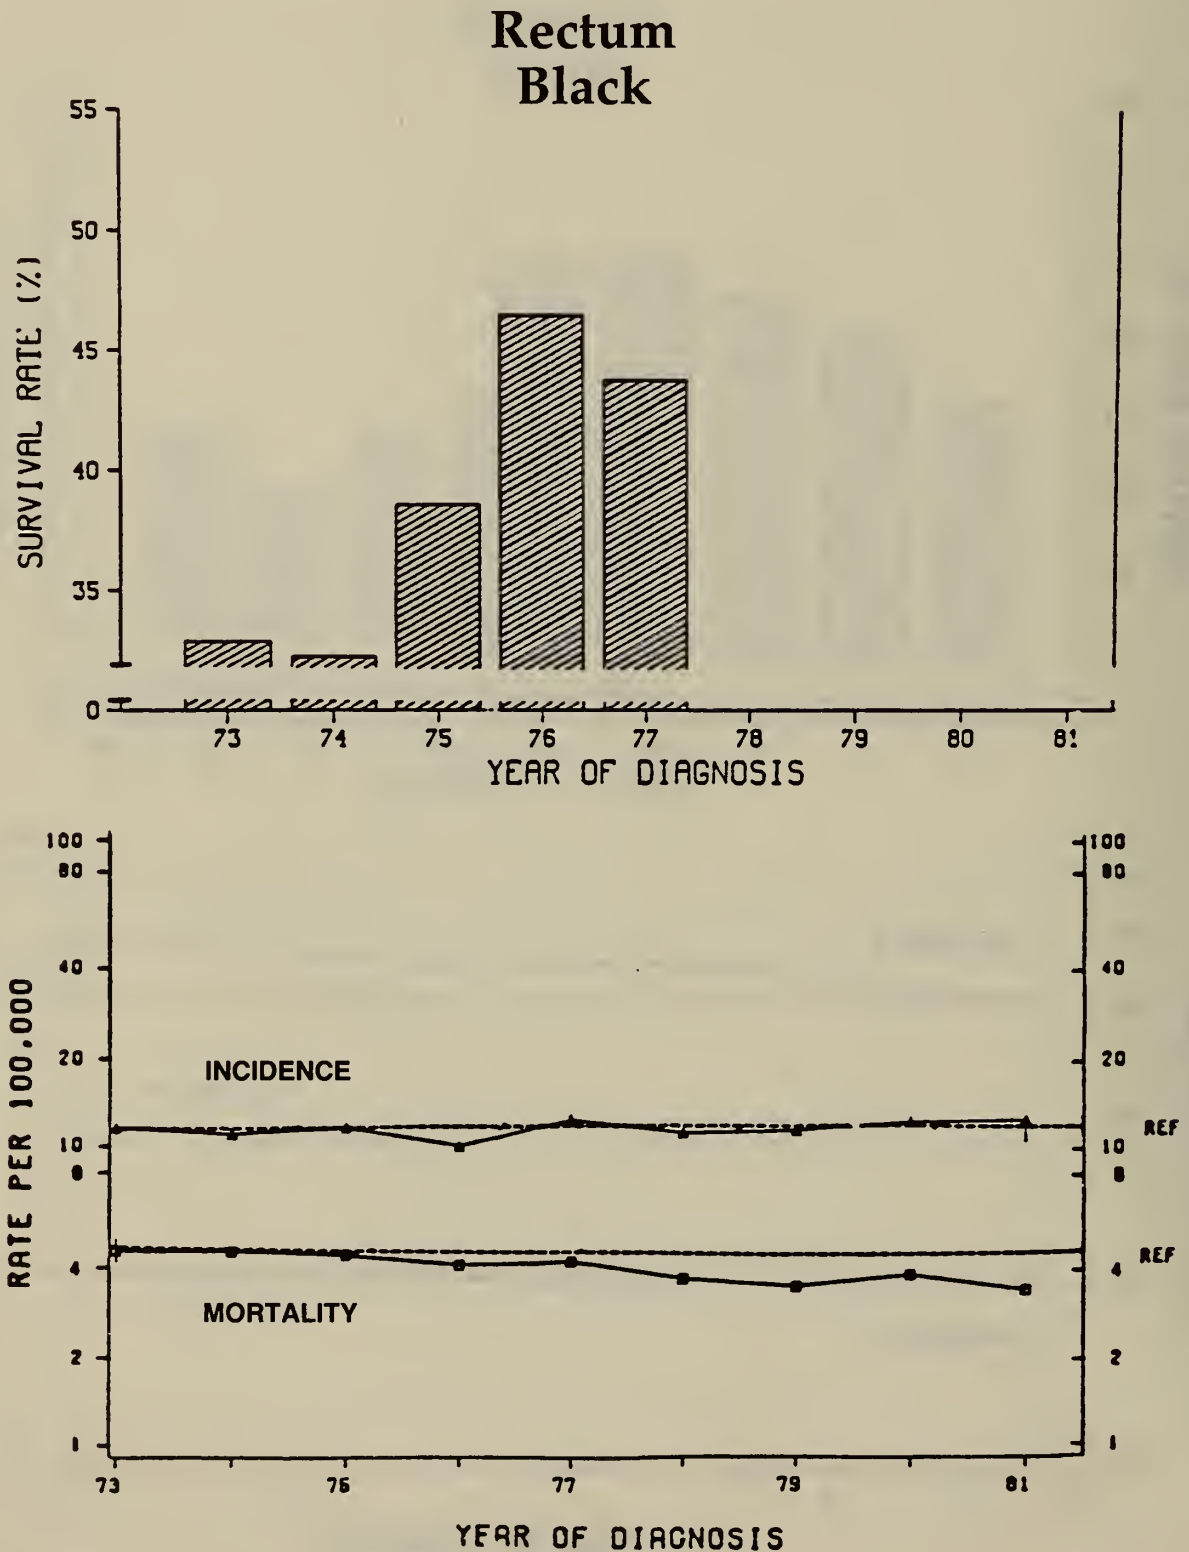 Rectum
Black
55
50
45
40
35
0
SURVIVAL RATE (%)
73 74 75 76 77 78 79 80 81
YEAR OF DIAGNOSIS
100 100
80 80
40 40
20 20
INCIDENCE
REF
10 10
8 8
REF
4 4
MORTALITY
2 2
1 1
RATE PER 100,000
73 75 77 79 81
YEAR OF DIAGNOSIS